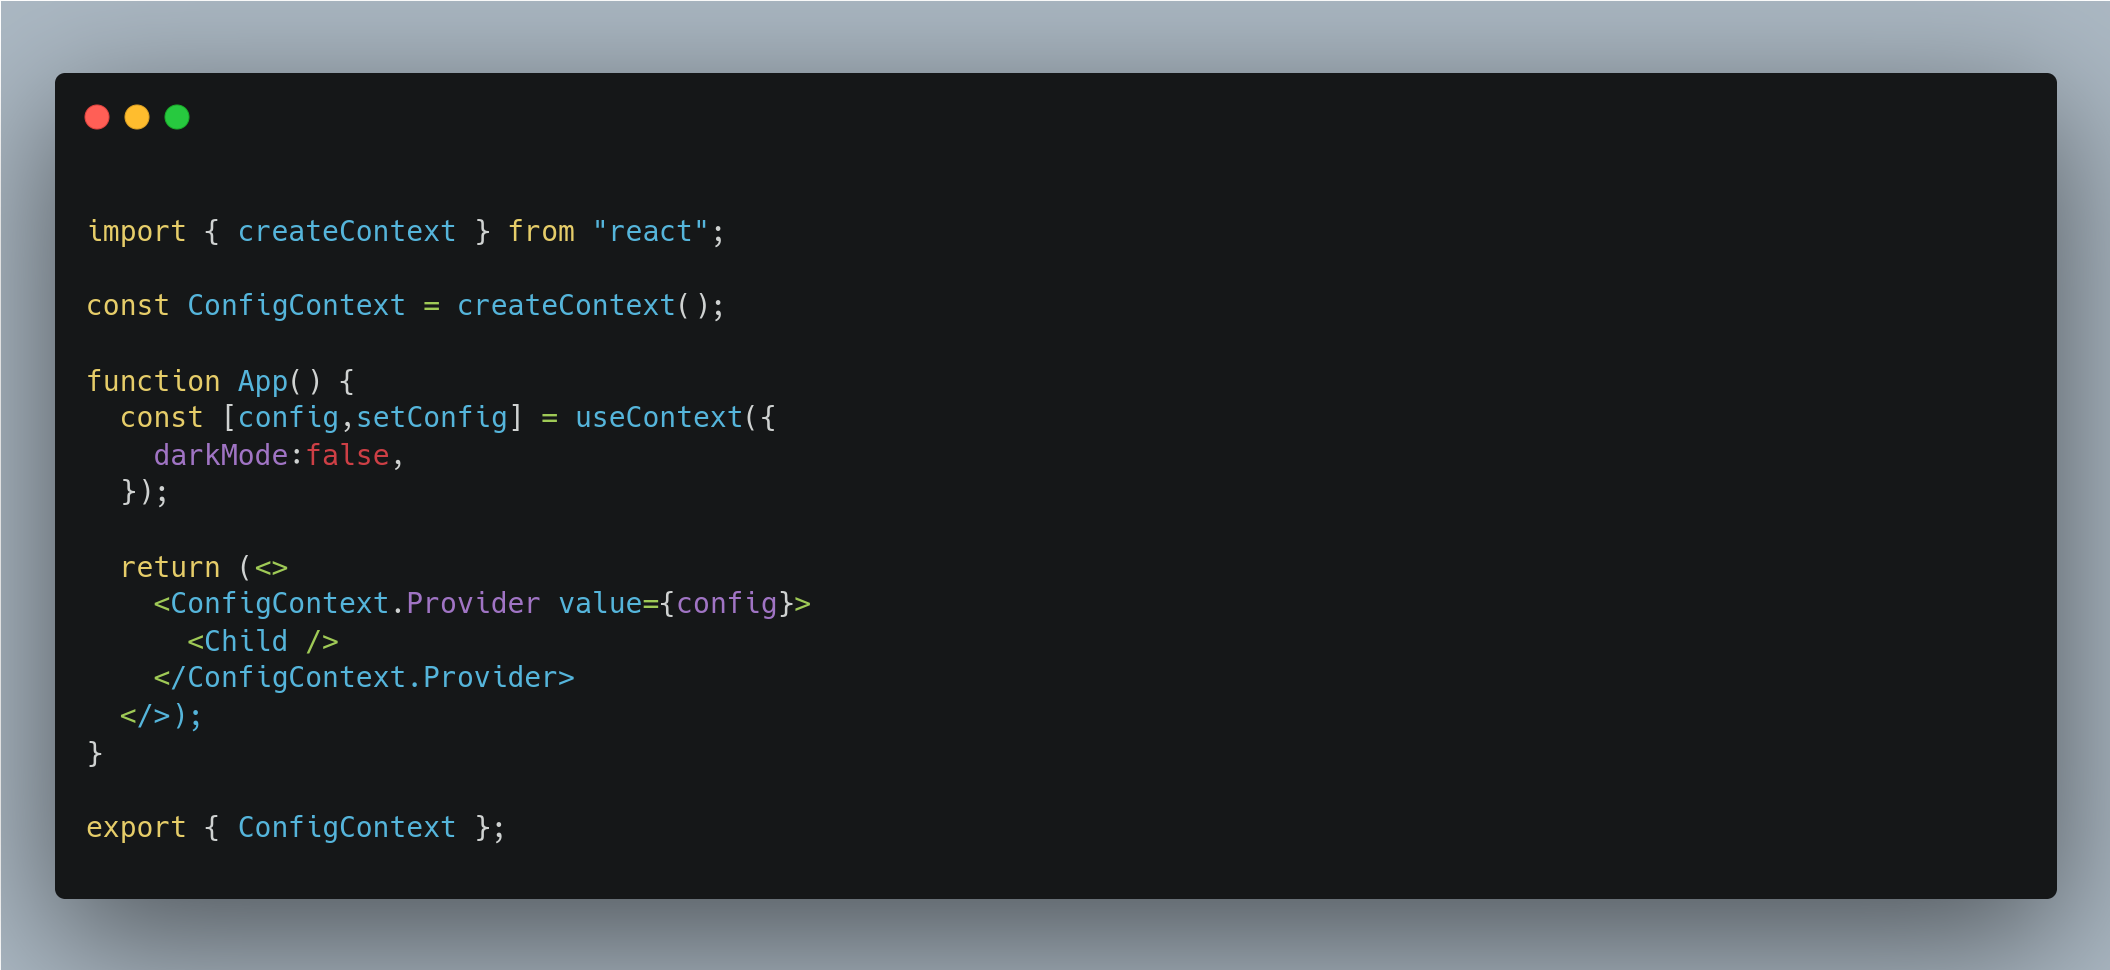 import { createContext } from "react";
const ConfigContext = createContext();
function App() {
  const [config,setConfig] = useContext({
    darkMode:false,
  });
  return (<>
    <ConfigContext.Provider value={config}>
      <Child />
    </ConfigContext.Provider>
  </>);
}
export { ConfigContext };